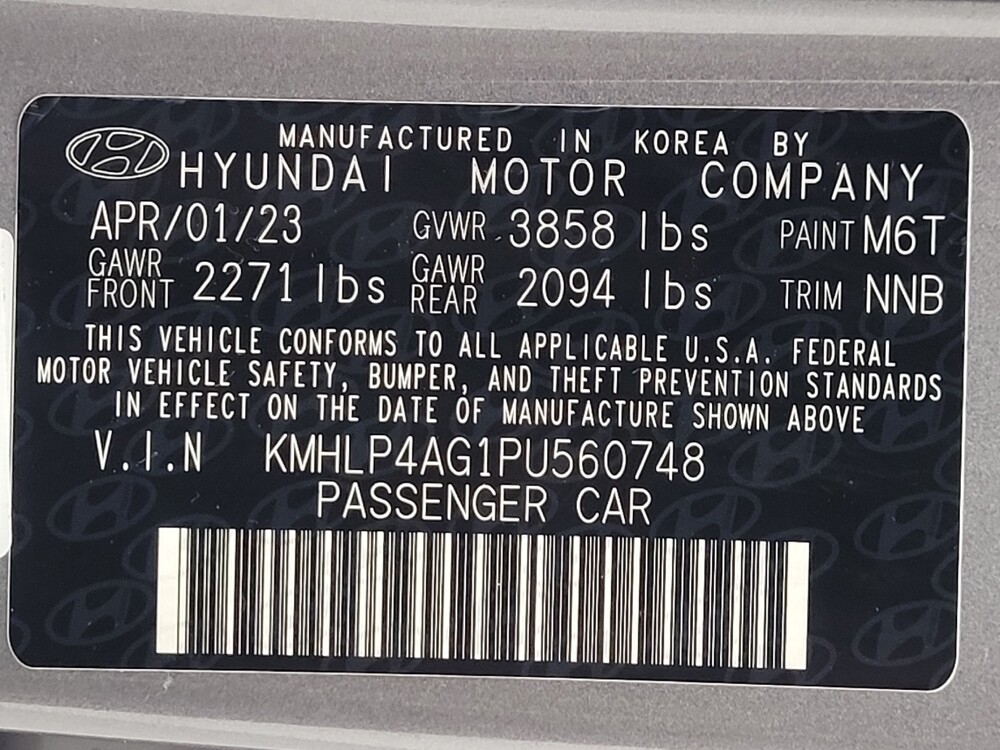 MANUFACTURED IN KOREA BY
HYUNDAI MOTOR COMPANY
APR/01/23 GVWR 3858 lbs PAINT M6T
GAWR FRONT 2271 lbs GAWR REAR 2094 lbs TRIM NNB
THIS VEHICLE CONFORMS TO ALL APPLICABLE U.S.A. FEDERAL
MOTOR VEHICLE SAFETY, BUMPER, AND THEFT PREVENTION STANDARDS
IN EFFECT ON THE DATE OF MANUFACTURE SHOWN ABOVE
V.I.N KMHLP4AG1PU560748
PASSENGER CAR